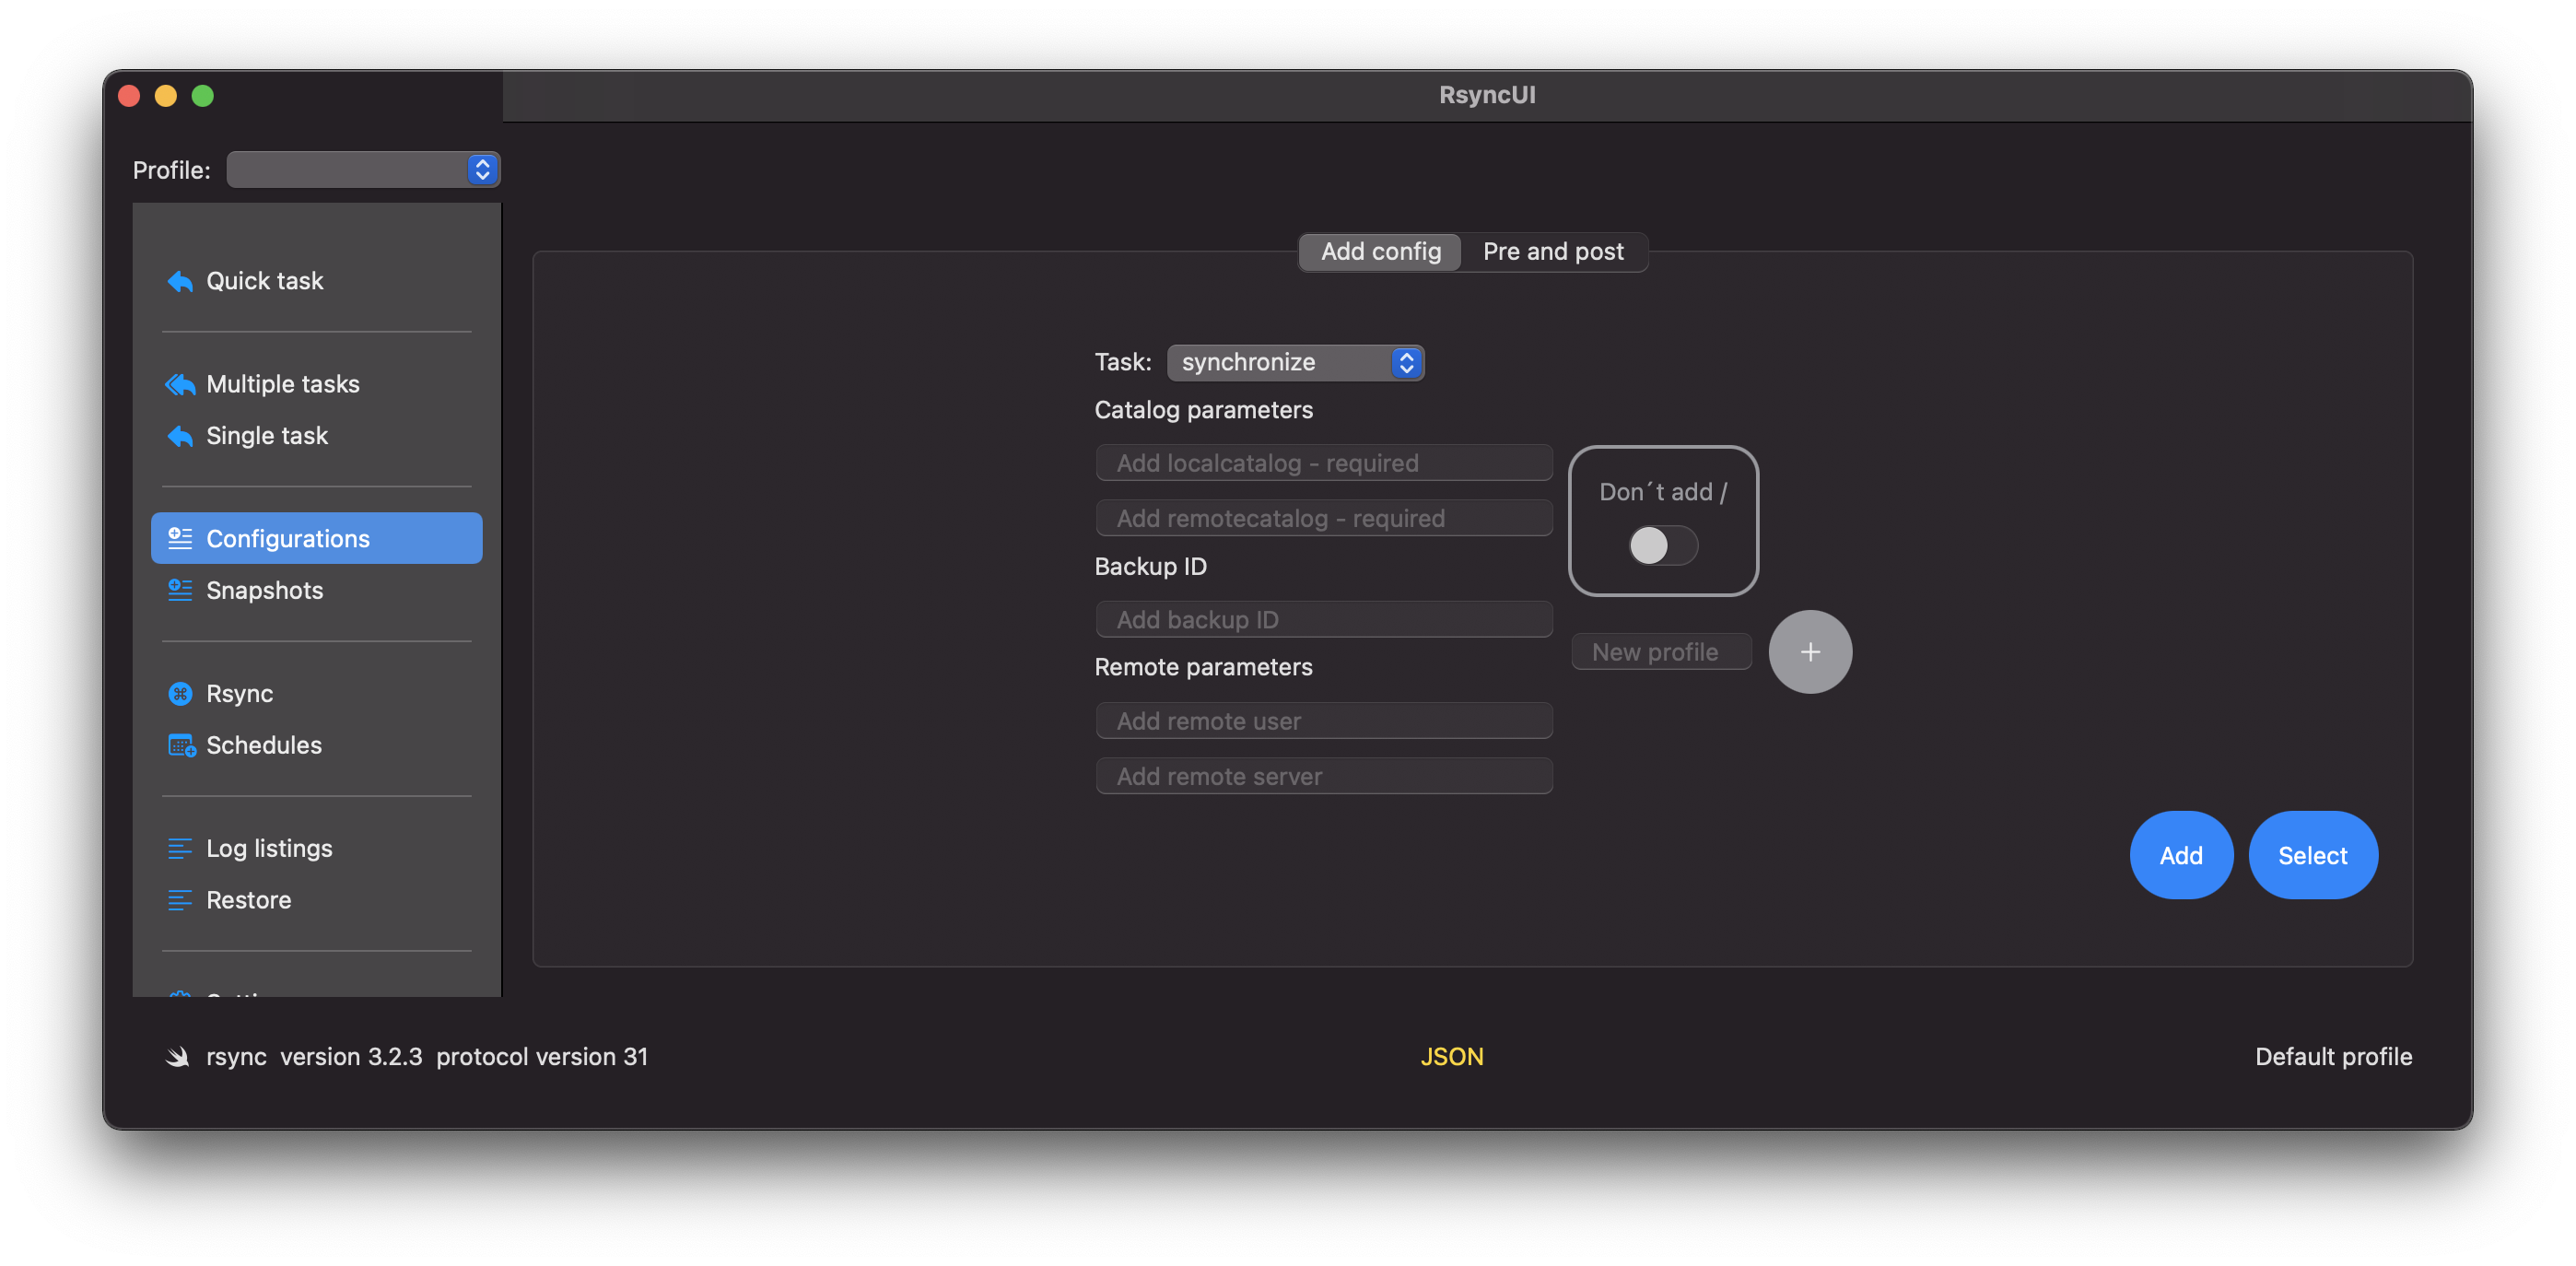 RsyncUI
Profile:
Quick task
Multiple tasks
Single task
Configurations
Snapshots
Rsync
Schedules
Log listings
Restore
Add config
Pre and post
Task: synchronize
Catalog parameters
Add localcatalog - required
Add remotecatalog - required
Don´t add /
Backup ID
Add backup ID
New profile
+
Remote parameters
Add remote user
Add remote server
Add
Select
rsync version 3.2.3 protocol version 31
JSON
Default profile